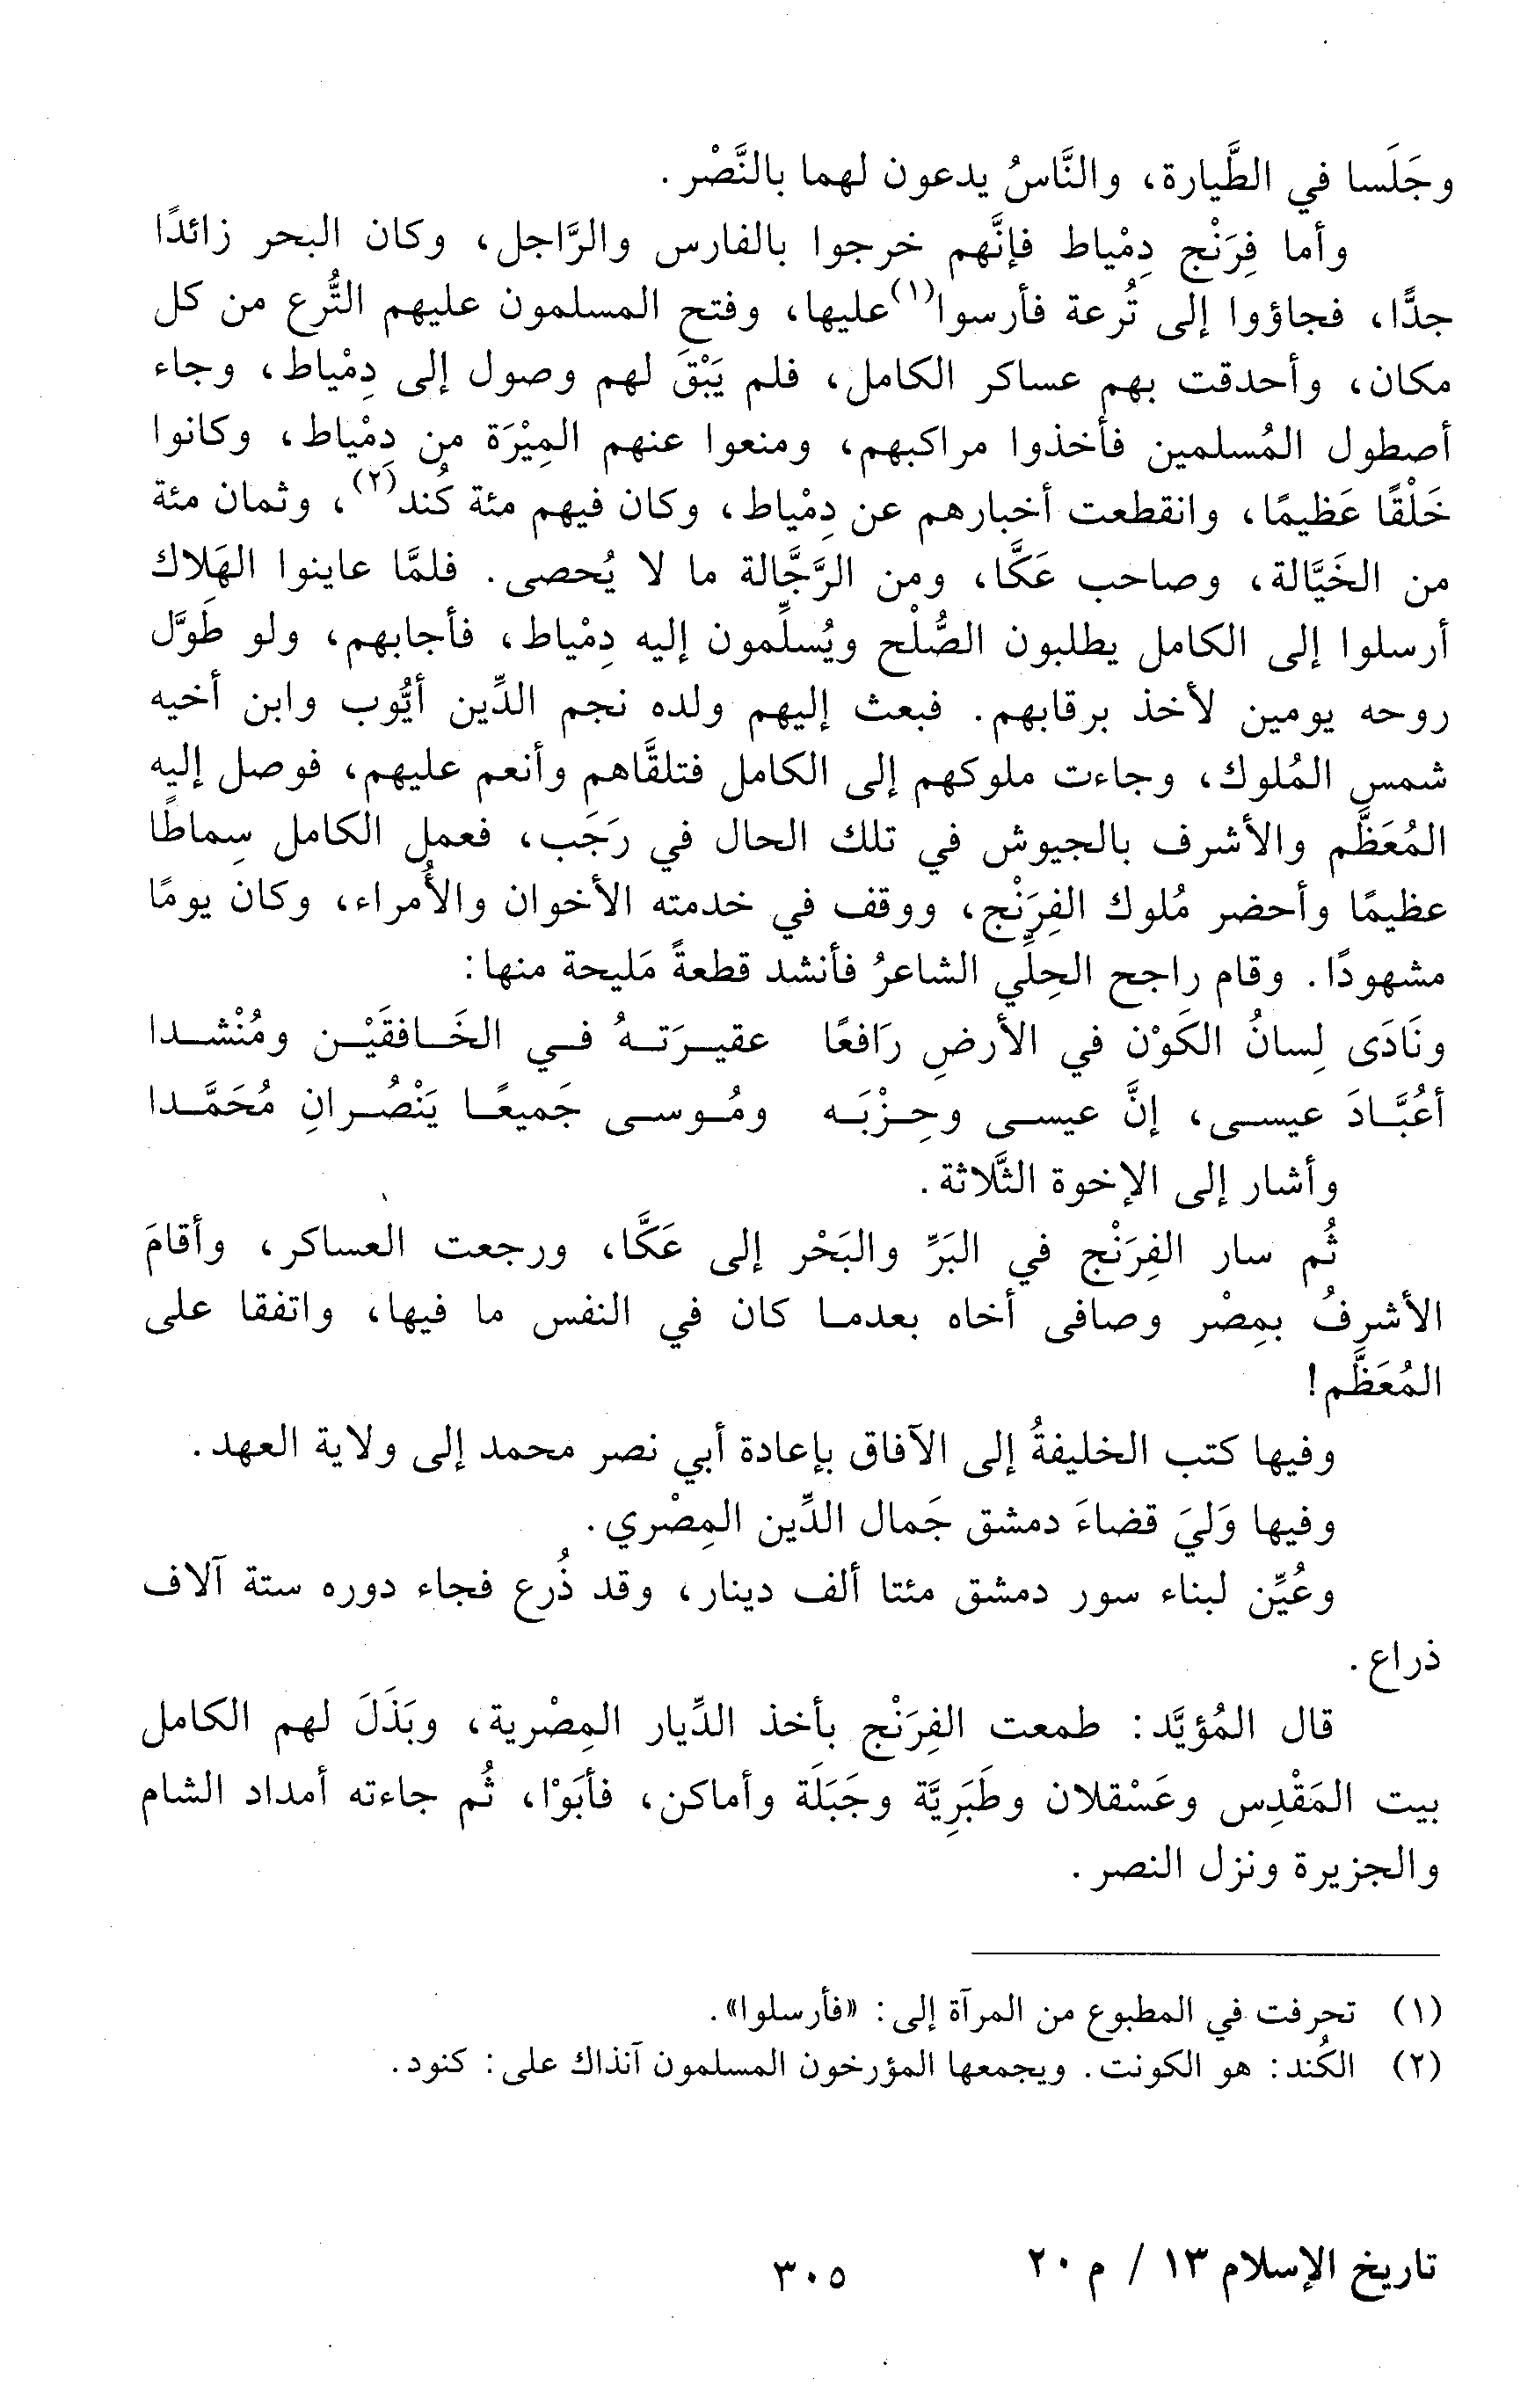 وجَلَسا في الطَّيارة، والنَّاسُ يدعون لهما بالنَّصْر.
وأما فِرَنْج دِمْياط فإنَّهم خرجوا بالفارس والرَّاجل، وكان البحر زائدًا
جدًّا، فجاؤوا إلى تُرعة فأرسوا(١) عليها، وفتح المسلمون عليهم التُّرع من كل
مكان، وأحدقت بهم عساكر الكامل، فلم يَبْقَ لهم وصول إلى دِمْياط، وجاء
أصطول المُسلمين فأخذوا مراكبهم، ومنعوا عنهم المِيْرَة من دِمْياط، وكانوا
خَلْقًا عَظيمًا، وانقطعت أخبارهم عن دِمْياط، وكان فيهم مئة كُند(٢)، وثمان مئة
من الخَيَّالة، وصاحب عَكَّا، ومن الرَّجَّالة ما لا يُحصى. فلمَّا عاينوا الهَلاك
أرسلوا إلى الكامل يطلبون الصُّلْح ويُسلِّمون إليه دِمْياط، فأجابهم، ولو طَوَّل
روحه يومين لأخذ برقابهم. فبعث إليهم ولده نجم الدِّين أيُّوب وابن أخيه
شمس المُلوك، وجاءت ملوكهم إلى الكامل فتلقَّاهم وأنعم عليهم، فوصل إليه
المُعَظَّم والأشرف بالجيوش في تلك الحال في رَجَب، فعمل الكامل سِماطًا
عظيمًا وأحضر مُلوك الفِرَنْج، ووقف في خدمته الأخوان والأُمراء، وكان يومًا
مشهودًا. وقام راجح الحِلِّي الشاعرُ فأنشد قطعةً مَليحة منها:
ونَادَى لِسانُ الكَوْن في الأرضِ رَافعًا عقيـرَتـهُ فـي الخَـافقَيْـن ومُنْشـدا
أعُبَّـادَ عيسـى، إنَّ عيسـى وحِـزْبَـه ومُـوسـى جَميعًـا يَنْصُـرانِ مُحَمَّـدا
وأشار إلى الإخوة الثَّلاثة.
ثُم سار الفِرَنْج في البَرِّ والبَحْر إلى عَكَّا، ورجعت العساكر، وأقامَ
الأشرفُ بمِصْر وصافى أخاه بعدما كان في النفس ما فيها، واتفقا على
المُعَظَّم!
وفيها كتب الخليفةُ إلى الآفاق بإعادة أبي نصر محمد إلى ولاية العهد.
وفيها وَليَ قضاءَ دمشق جَمال الدِّين المِصْري.
وعُيِّن لبناء سور دمشق مئتا ألف دينار، وقد ذُرع فجاء دوره ستة آلاف
ذراع.
قال المُؤيَّد: طمعت الفِرَنْج بأخذ الدِّيار المِصْرية، وبَذَلَ لهم الكامل
بيت المَقْدِس وعَسْقلان وطَبَرِيَّة وجَبَلَة وأماكن، فأبَوْا، ثُم جاءته أمداد الشام
والجزيرة ونزل النصر.
(١) تحرفت في المطبوع من المرآة إلى: «فأرسلوا».
(٢) الكُند: هو الكونت. ويجمعها المؤرخون المسلمون آنذاك على: كنود.
تاريخ الإسلام ١٣ / م ٢٠
٣٠٥